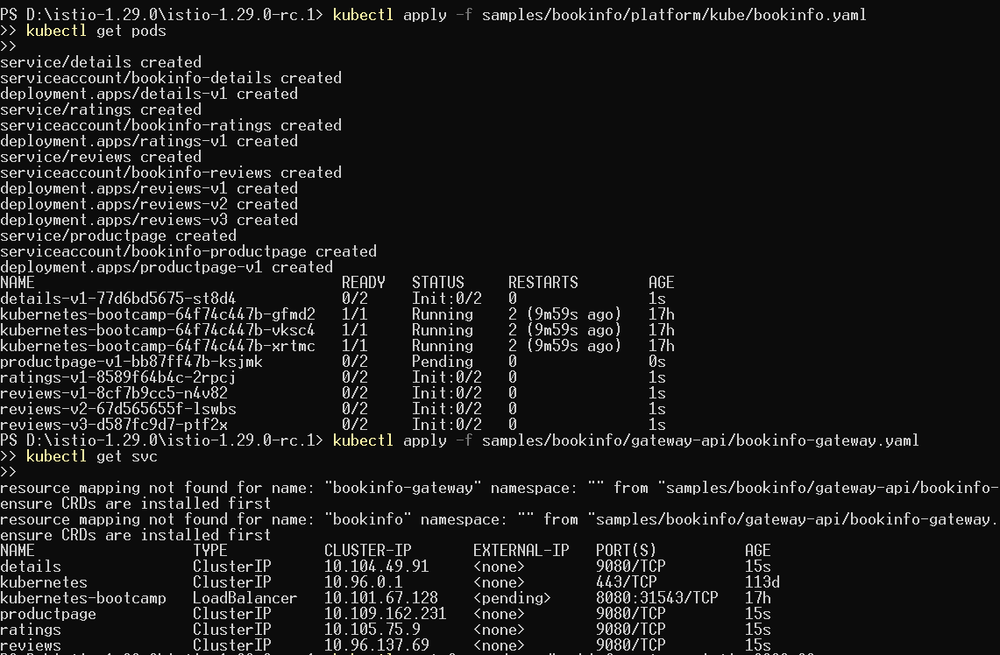 PS D:\istio-1.29.0\istio-1.29.0-rc.1> kubectl apply -f samples/bookinfo/platform/kube/bookinfo.yaml
>> kubectl get pods
>>
service/details created
serviceaccount/bookinfo-details created
deployment.apps/details-v1 created
service/ratings created
serviceaccount/bookinfo-ratings created
deployment.apps/ratings-v1 created
service/reviews created
serviceaccount/bookinfo-reviews created
deployment.apps/reviews-v1 created
deployment.apps/reviews-v2 created
deployment.apps/reviews-v3 created
service/productpage created
serviceaccount/bookinfo-productpage created
deployment.apps/productpage-v1 created
NAME READY STATUS RESTARTS AGE
details-v1-77d6bd5675-st8d4 0/2 Init:0/2 0 1s
kubernetes-bootcamp-64f74c447b-gfmd2 1/1 Running 2 (9m59s ago) 17h
kubernetes-bootcamp-64f74c447b-vksc4 1/1 Running 2 (9m59s ago) 17h
kubernetes-bootcamp-64f74c447b-xrtmc 1/1 Running 2 (9m59s ago) 17h
productpage-v1-bb87ff47b-ksjmk 0/2 Pending 0 0s
ratings-v1-8589f64b4c-2rpcj 0/2 Init:0/2 0 1s
reviews-v1-8cf7b9cc5-n4v82 0/2 Init:0/2 0 1s
reviews-v2-67d565655f-lswbs 0/2 Init:0/2 0 1s
reviews-v3-d587fc9d7-ptf2x 0/2 Init:0/2 0 1s
PS D:\istio-1.29.0\istio-1.29.0-rc.1> kubectl apply -f samples/bookinfo/gateway-api/bookinfo-gateway.yaml
>> kubectl get svc
>>
resource mapping not found for name: "bookinfo-gateway" namespace: "" from "samples/bookinfo/gateway-api/bookinfo-
ensure CRDs are installed first
resource mapping not found for name: "bookinfo" namespace: "" from "samples/bookinfo/gateway-api/bookinfo-gateway.
ensure CRDs are installed first
NAME TYPE CLUSTER-IP EXTERNAL-IP PORT(S) AGE
details ClusterIP 10.104.49.91 <none> 9080/TCP 15s
kubernetes ClusterIP 10.96.0.1 <none> 443/TCP 113d
kubernetes-bootcamp LoadBalancer 10.101.67.128 <pending> 8080:31543/TCP 17h
productpage ClusterIP 10.109.162.231 <none> 9080/TCP 15s
ratings ClusterIP 10.105.75.9 <none> 9080/TCP 15s
reviews ClusterIP 10.96.137.69 <none> 9080/TCP 15s